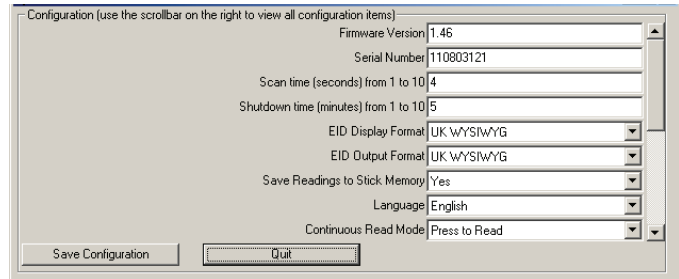 Configuration (use the scrollbar on the right to view all configuration items)
Firmware Version 1.46
Serial Number 110803121
Scan time (seconds) from 1 to 10 4
Shutdown time (minutes) from 1 to 10 5
EID Display Format UK WYSIWYG
EID Output Format UK WYSIWYG
Save Readings to Stick Memory Yes
Language English
Continuous Read Mode Press to Read
Save Configuration Quit